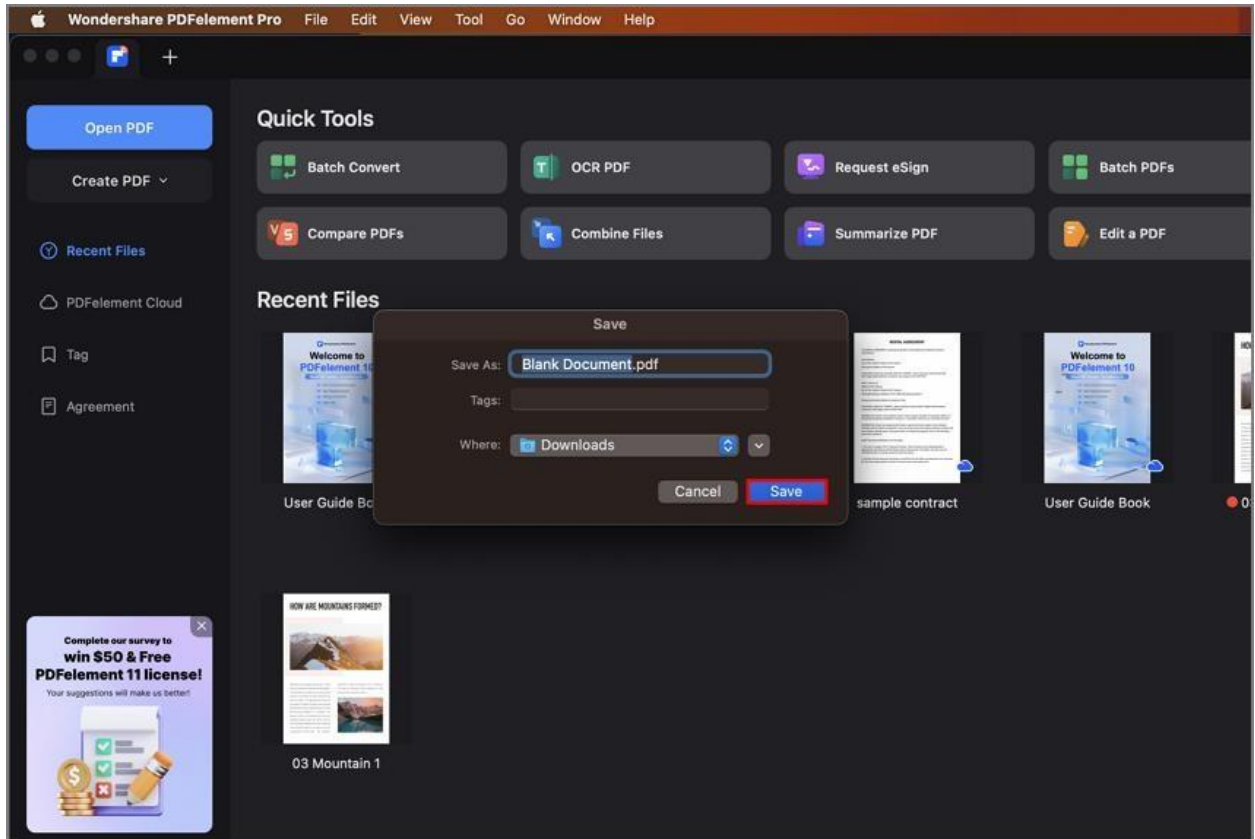 Wondershare PDFelement Pro File Edit View Tool Go Window Help
Open PDF
Create PDF
Recent Files
PDFelement Cloud
Tag
Agreement
Quick Tools
Batch Convert
OCR PDF
Request eSign
Batch PDFs
Compare PDFs
Combine Files
Summarize PDF
Edit a PDF
Recent Files
Save
Save As: Blank Document.pdf
Tags:
Where: Downloads
Cancel Save
Welcome to
PDFelement 10
User Guide Bo
RENTAL AGREEMENT
sample contract
Welcome to
PDFelement 10
User Guide Book
HO
0
HOW ARE MOUNTAINS FORMED?
03 Mountain 1
Complete our survey to
win $50 & Free
PDFelement 11 license!
Your suggestions will make us better!